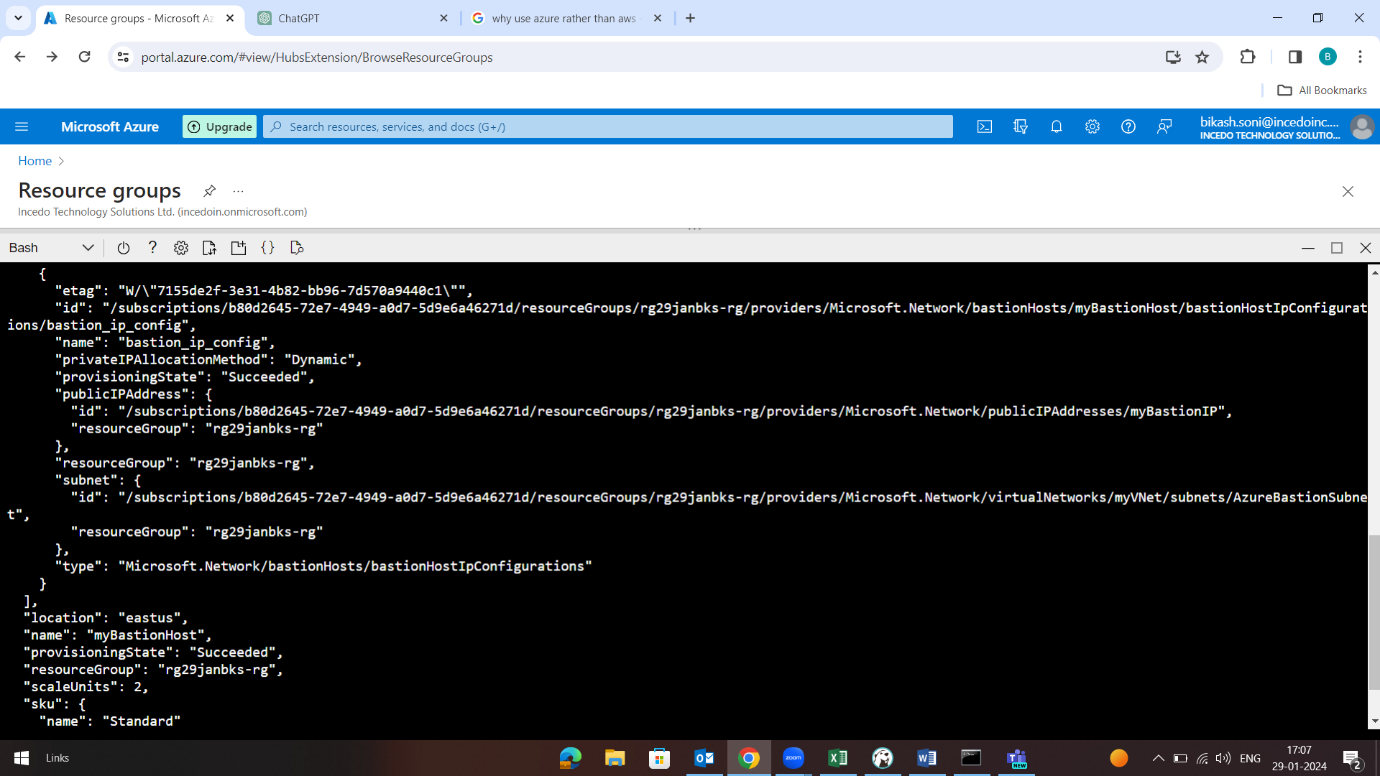 Resource groups - Microsoft Az
ChatGPT
why use azure rather than aws
portal.azure.com/#view/HubsExtension/BrowseResourceGroups
B
All Bookmarks
Microsoft Azure
Upgrade
Search resources, services, and docs (G+/)
bikash.soni@incedoinc....
INCEDO TECHNOLOGY SOLUTIO...
Home >
Resource groups
...
Incedo Technology Solutions Ltd. (incedoin.onmicrosoft.com)
Bash
{
"etag": "W/\"7155de2f-3e31-4b82-bb96-7d570a9440c1\"",
"id": "/subscriptions/b80d2645-72e7-4949-a0d7-5d9e6a46271d/resourceGroups/rg29janbks-rg/providers/Microsoft.Network/bastionHosts/myBastionHost/bastionHostIpConfigurat
ions/bastion_ip_config",
"name": "bastion_ip_config",
"privateIPAllocationMethod": "Dynamic",
"provisioningState": "Succeeded",
"publicIPAddress": {
"id": "/subscriptions/b80d2645-72e7-4949-a0d7-5d9e6a46271d/resourceGroups/rg29janbks-rg/providers/Microsoft.Network/publicIPAddresses/myBastionIP",
"resourceGroup": "rg29janbks-rg"
},
"resourceGroup": "rg29janbks-rg",
"subnet": {
"id": "/subscriptions/b80d2645-72e7-4949-a0d7-5d9e6a46271d/resourceGroups/rg29janbks-rg/providers/Microsoft.Network/virtualNetworks/myVNet/subnets/AzureBastionSubne
t",
"resourceGroup": "rg29janbks-rg"
},
"type": "Microsoft.Network/bastionHosts/bastionHostIpConfigurations"
}
],
"location": "eastus",
"name": "myBastionHost",
"provisioningState": "Succeeded",
"resourceGroup": "rg29janbks-rg",
"scaleUnits": 2,
"sku": {
"name": "Standard"
Links
zoom
NEW
ENG
17:07
29-01-2024
2